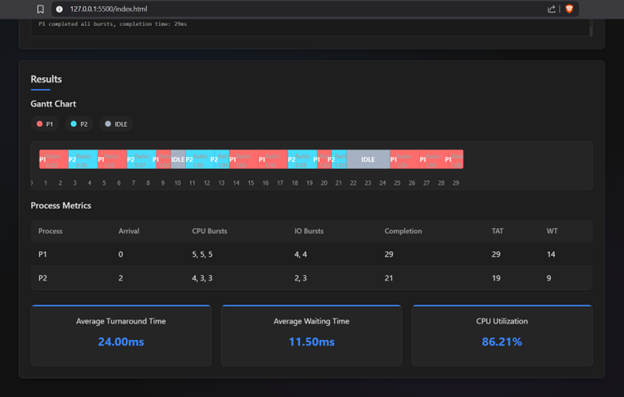 127.0.0.1:5500/index.html
P1 completed all bursts, completion time: 29ms
Results
Gantt Chart
P1 P2 IDLE
P1 P2 P1 P2 P1 IDLE P2 P2 P1 P1 P2 P1 P2 IDLE P1 P1 P1
0 1 2 3 4 5 6 7 8 9 10 11 12 13 14 15 16 17 18 19 20 21 22 23 24 25 26 27 28 29
Process Metrics
Process Arrival CPU Bursts IO Bursts Completion TAT WT
P1 0 5, 5, 5 4, 4 29 29 14
P2 2 4, 3, 3 2, 3 21 19 9
Average Turnaround Time Average Waiting Time CPU Utilization
24.00ms 11.50ms 86.21%